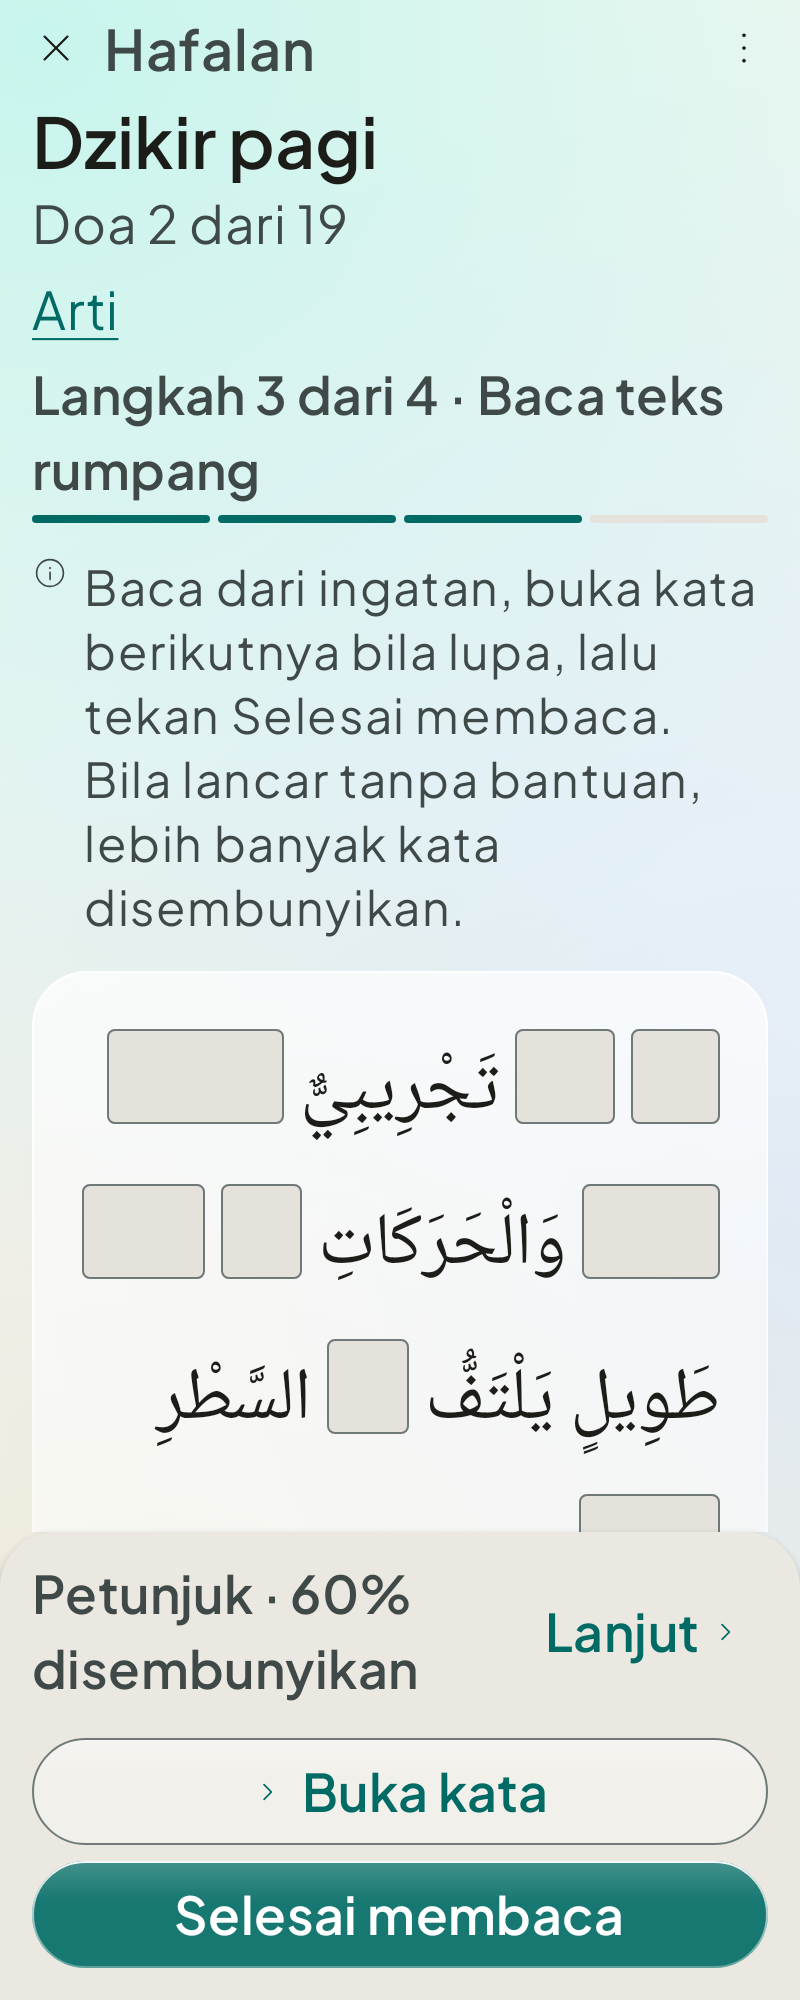 Hafalan
Dzikir pagi
Doa 2 dari 19
Arti
Langkah 3 dari 4 · Baca teks
rumpang
Baca dari ingatan, buka kata
berikutnya bila lupa, lalu
tekan Selesai membaca.
Bila lancar tanpa bantuan,
lebih banyak kata
disembunyikan.
تَجْرِيبِيٌّ
وَالْحَرَكَاتِ
طَوِيلٍ يَلْتَفُّ السَّطْرِ
Petunjuk · 60%
disembunyikan
Lanjut
Buka kata
Selesai membaca